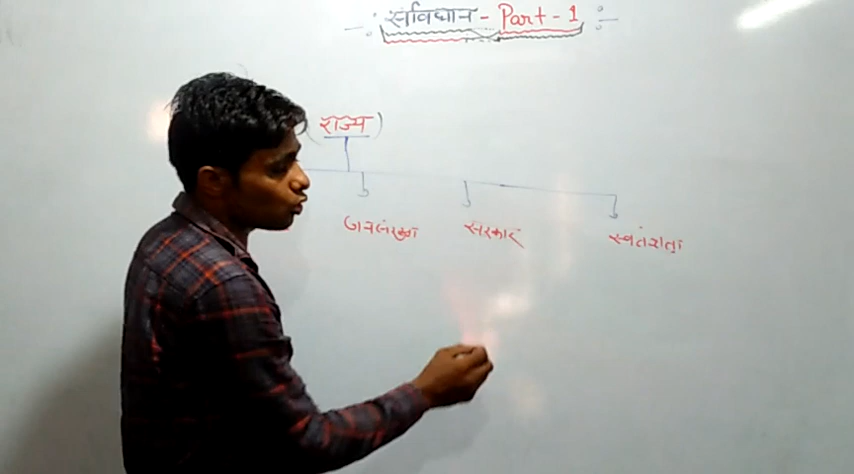 संविधान - Part - 1
राज्य)
जनसंख्या सरकार स्वतंत्रता